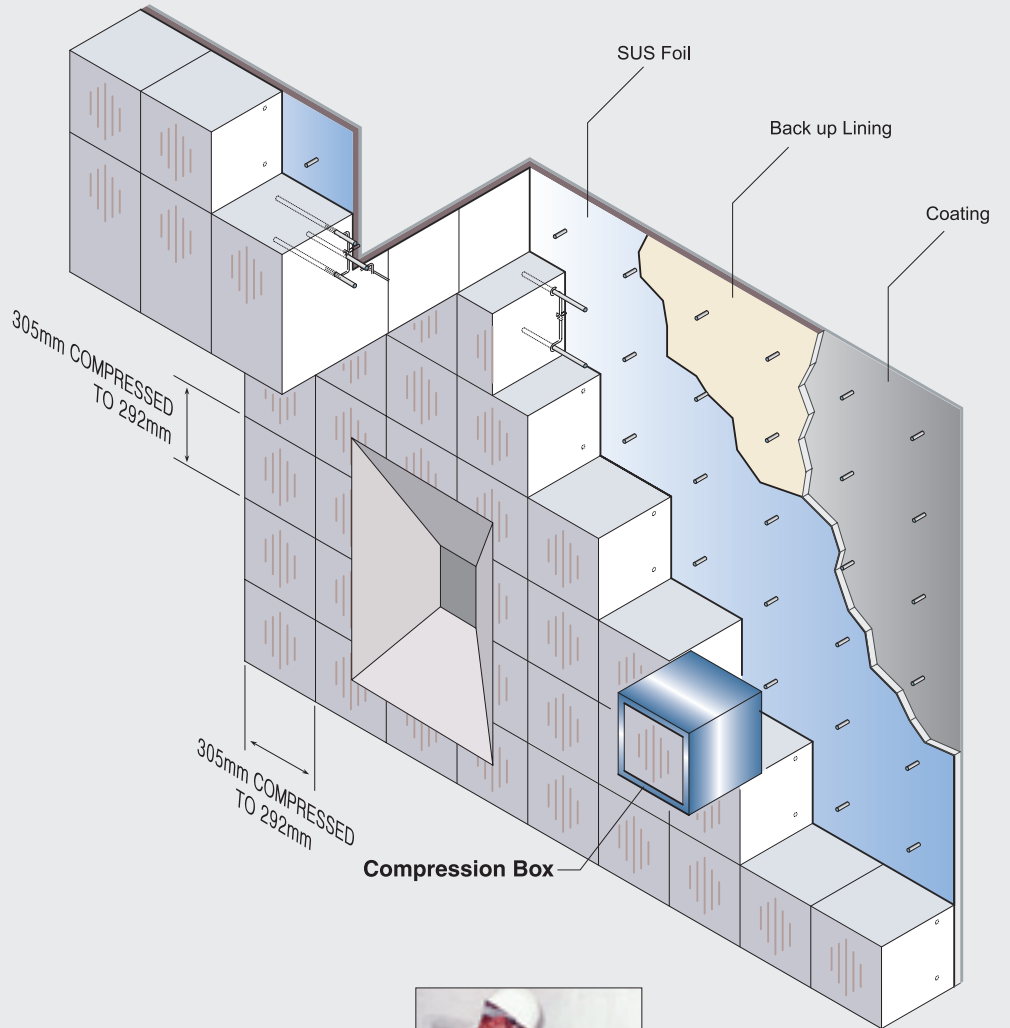 SUS Foil
Back up Lining
Coating
305mm COMPRESSED
TO 292mm
305mm COMPRESSED
TO 292mm
Compression Box